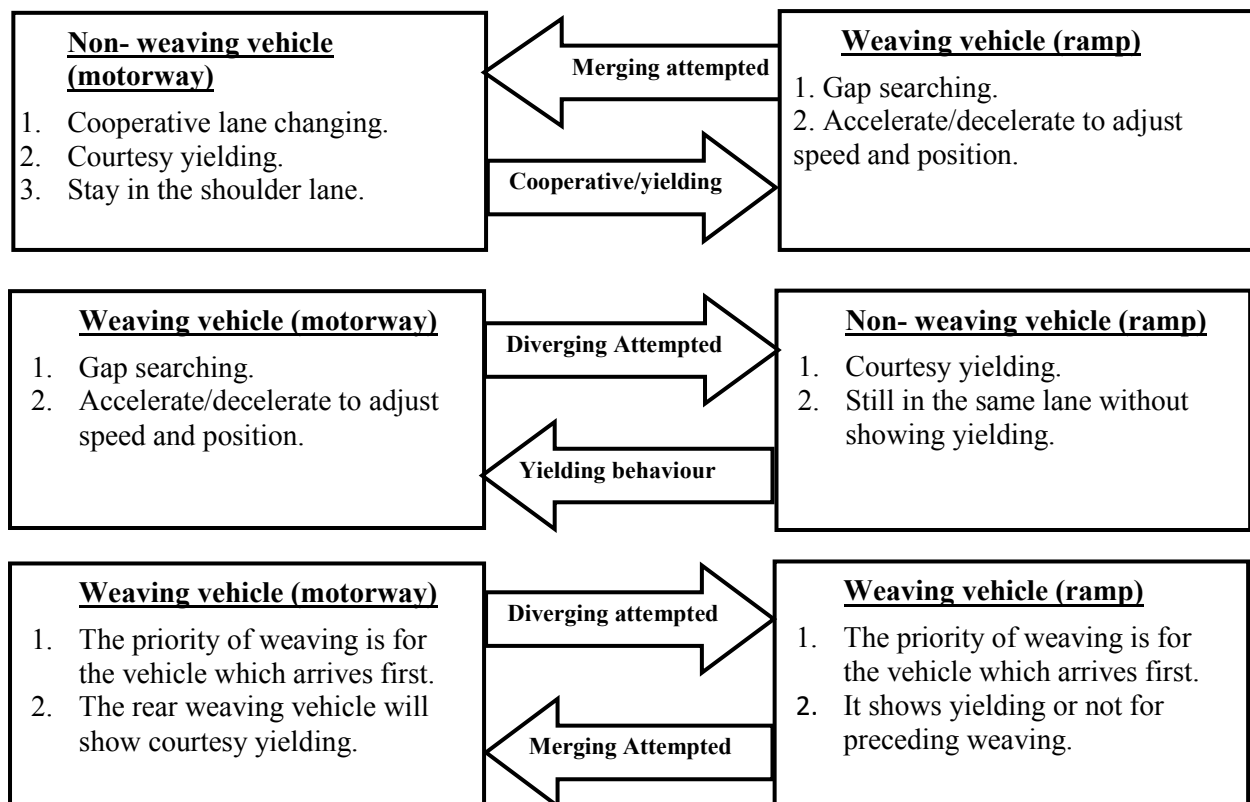 Non- weaving vehicle
(motorway)
1. Cooperative lane changing.
2. Courtesy yielding.
3. Stay in the shoulder lane.
Merging attempted
Cooperative/yielding
Weaving vehicle (ramp)
1. Gap searching.
2. Accelerate/decelerate to adjust
speed and position.
Weaving vehicle (motorway)
1. Gap searching.
2. Accelerate/decelerate to adjust
speed and position.
Diverging Attempted
Yielding behaviour
Non- weaving vehicle (ramp)
1. Courtesy yielding.
2. Still in the same lane without
showing yielding.
Weaving vehicle (motorway)
1. The priority of weaving is for
the vehicle which arrives first.
2. The rear weaving vehicle will
show courtesy yielding.
Diverging attempted
Merging Attempted
Weaving vehicle (ramp)
1. The priority of weaving is for
the vehicle which arrives first.
2. It shows yielding or not for
preceding weaving.